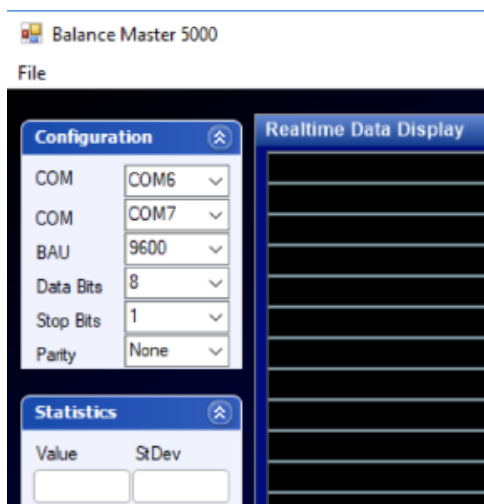 Balance Master 5000
File
Configuration
COM COM6
COM COM7
BAU 9600
Data Bits 8
Stop Bits 1
Parity None
Statistics
Value StDev
Realtime Data Display